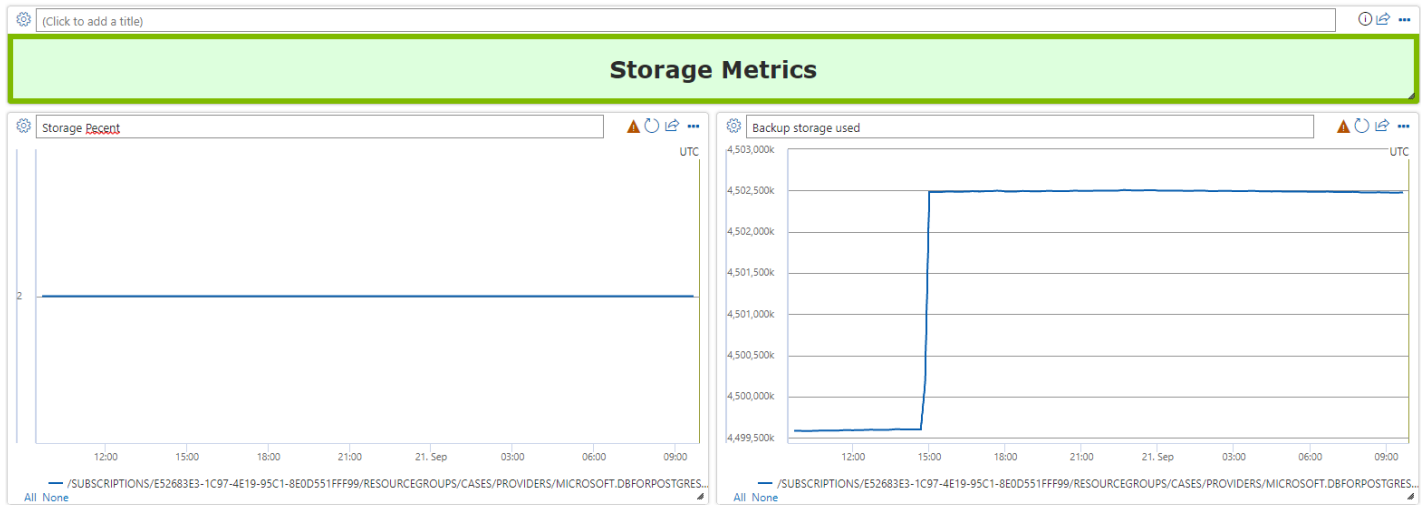 (Click to add a title)
Storage Metrics
Storage Pecent
UTC
2
12:00 15:00 18:00 21:00 21. Sep 03:00 06:00 09:00
/SUBSCRIPTIONS/E52683E3-1C97-4E19-95C1-8E0D551FFF99/RESOURCEGROUPS/CASES/PROVIDERS/MICROSOFT.DBFORPOSTGRES...
All None
Backup storage used
UTC
4,503,000k
4,502,500k
4,502,000k
4,501,500k
4,501,000k
4,500,500k
4,500,000k
4,499,500k
12:00 15:00 18:00 21:00 21. Sep 03:00 06:00 09:00
/SUBSCRIPTIONS/E52683E3-1C97-4E19-95C1-8E0D551FFF99/RESOURCEGROUPS/CASES/PROVIDERS/MICROSOFT.DBFORPOSTGRES...
All None